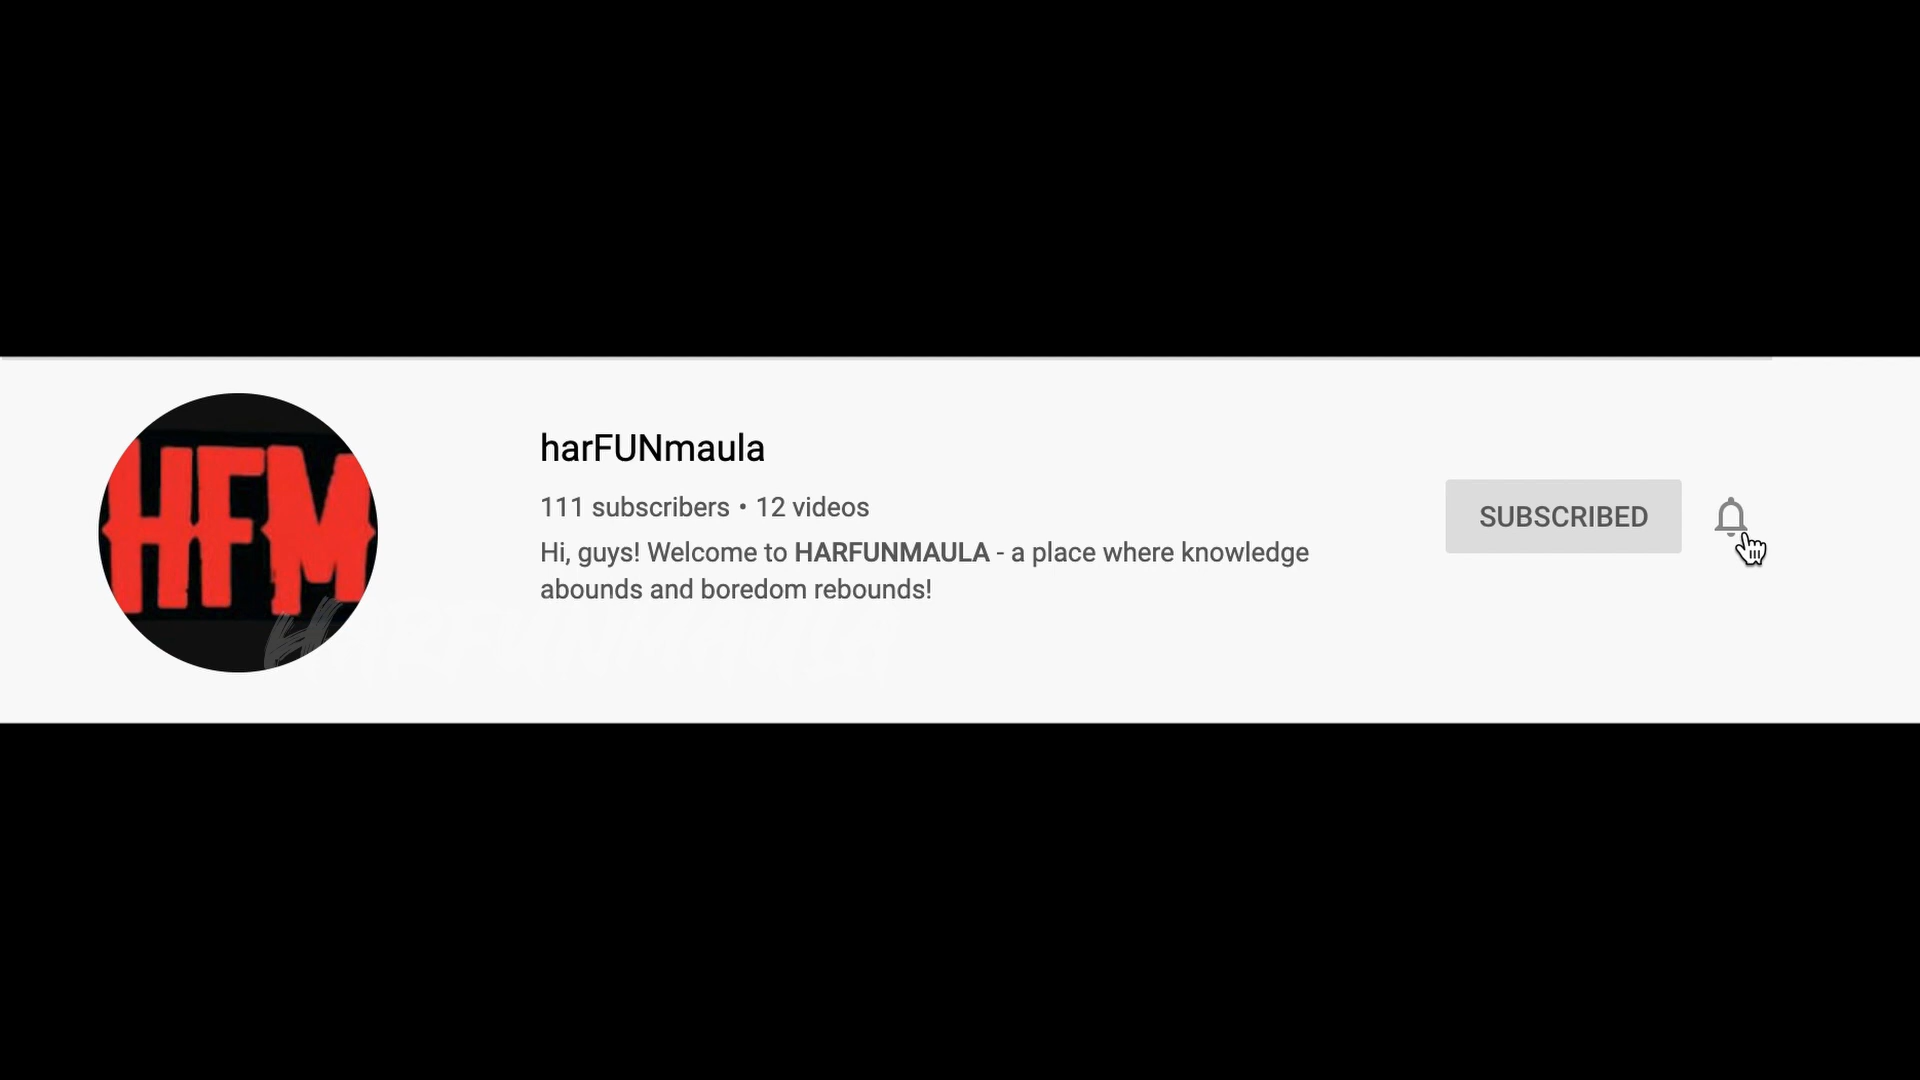 HFM
harFUNmaula
111 subscribers • 12 videos
Hi, guys! Welcome to HARFUNMAULA - a place where knowledge
abounds and boredom rebounds!
SUBSCRIBED
HARFUNMAULA